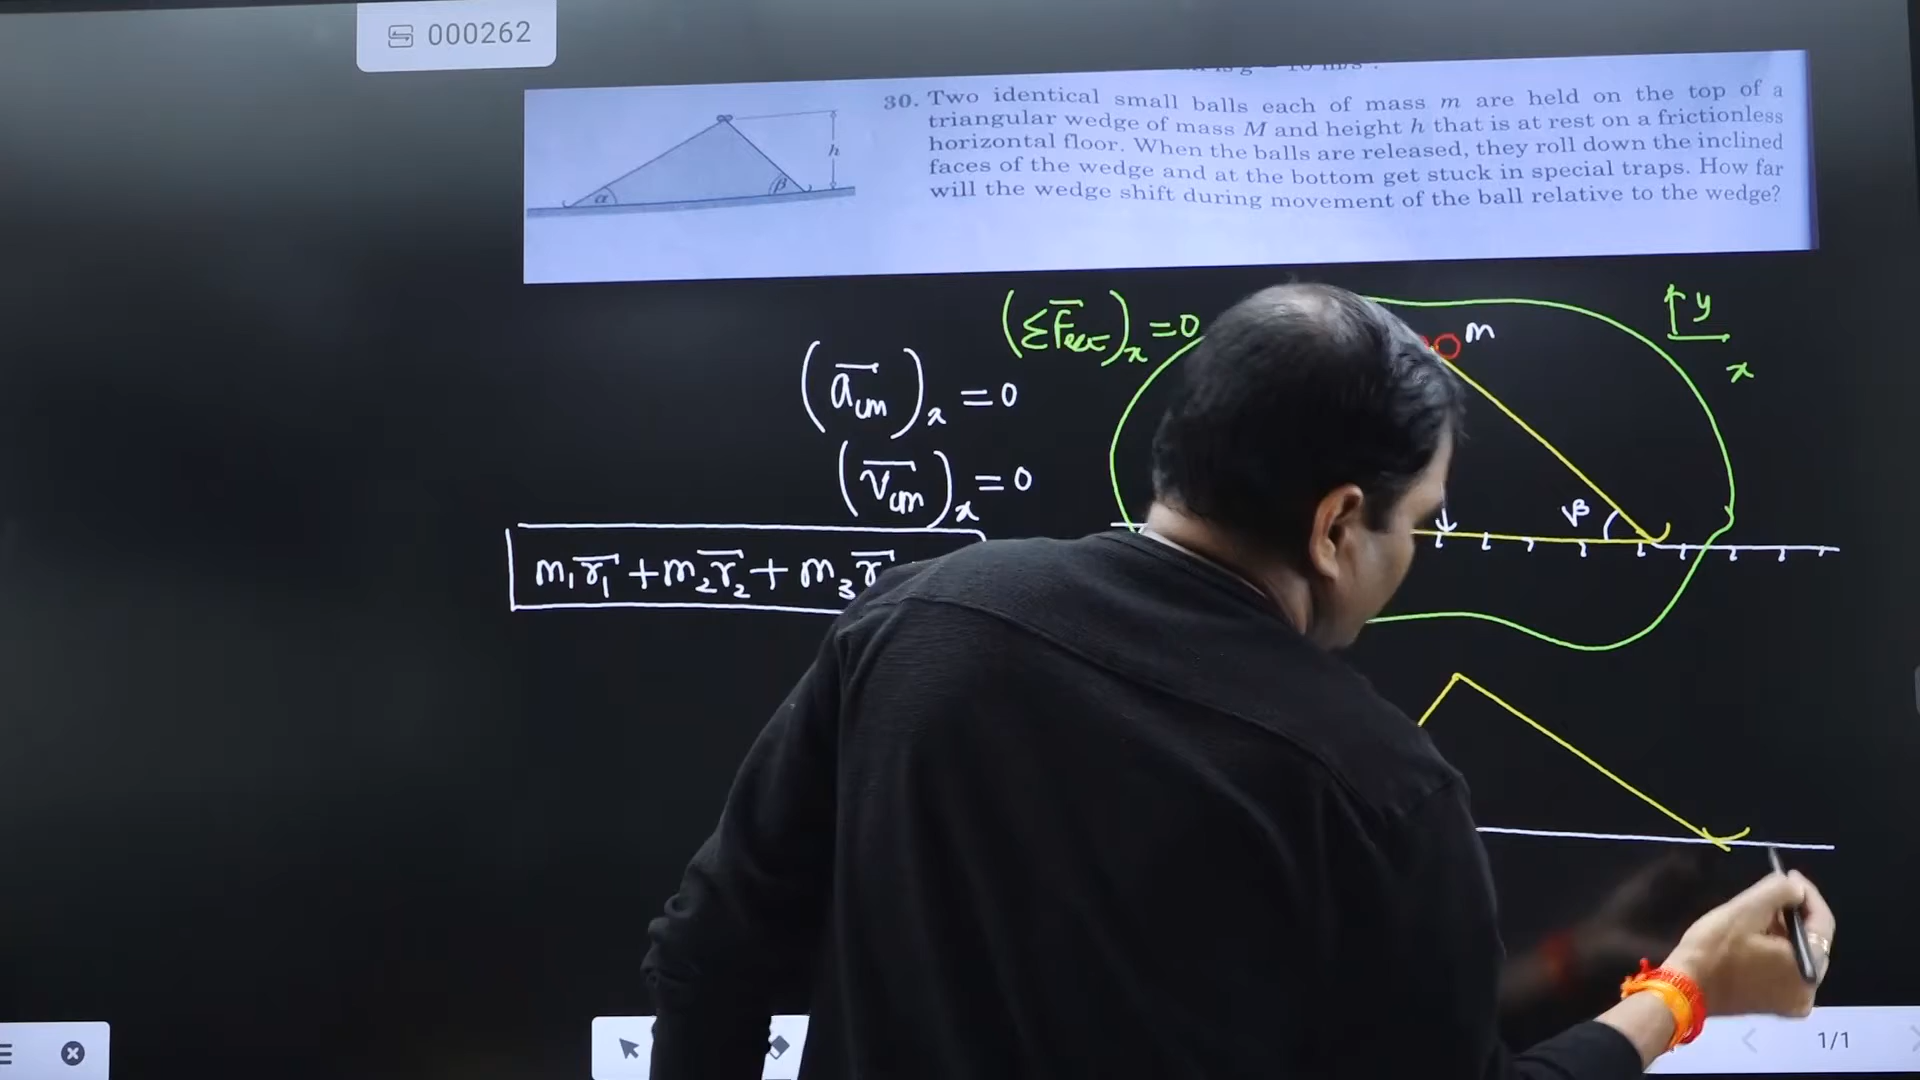 000262
30. Two identical small balls each of mass m are held on the top of a
triangular wedge of mass M and height h that is at rest on a frictionless
horizontal floor. When the balls are released, they roll down the inclined
faces of the wedge and at the bottom get stuck in special traps. How far
will the wedge shift during movement of the ball relative to the wedge?
h
α
β
(ΣF̅ext)x = 0
y
x
m
(a̅cm)x = 0
(v̅cm)x = 0
β
m₁r̅₁ + m₂r̅₂ + m₃r̅
1/1